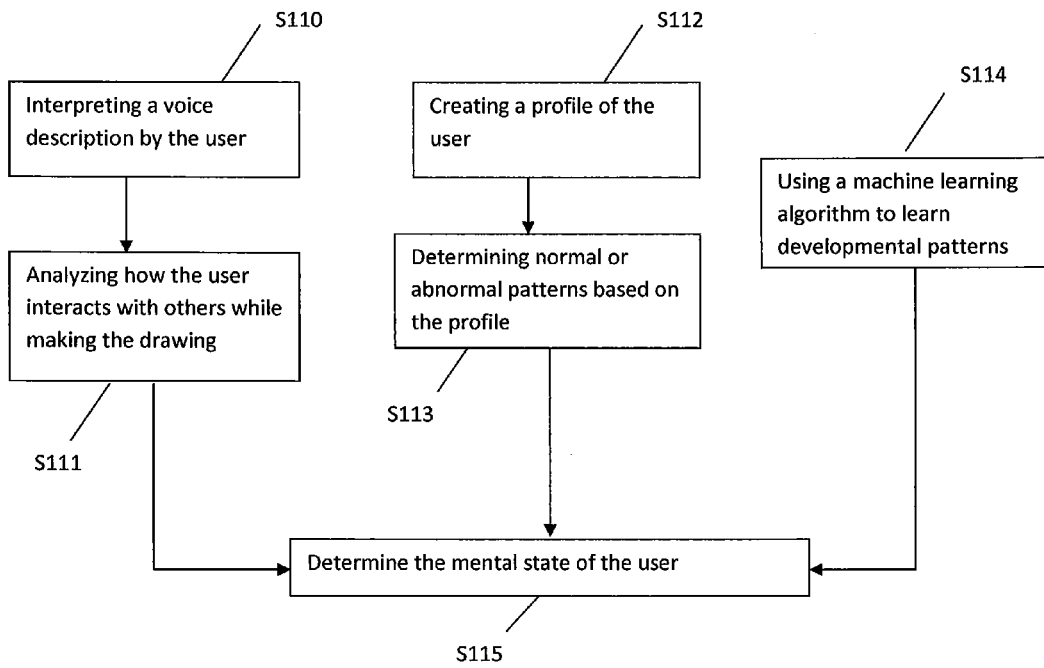 S110
S112
S114
Interpreting a voice
description by the user
Creating a profile of the
user
Using a machine learning
algorithm to learn
developmental patterns
Analyzing how the user
interacts with others while
making the drawing
Determining normal or
abnormal patterns based on
the profile
S113
S111
Determine the mental state of the user
S115